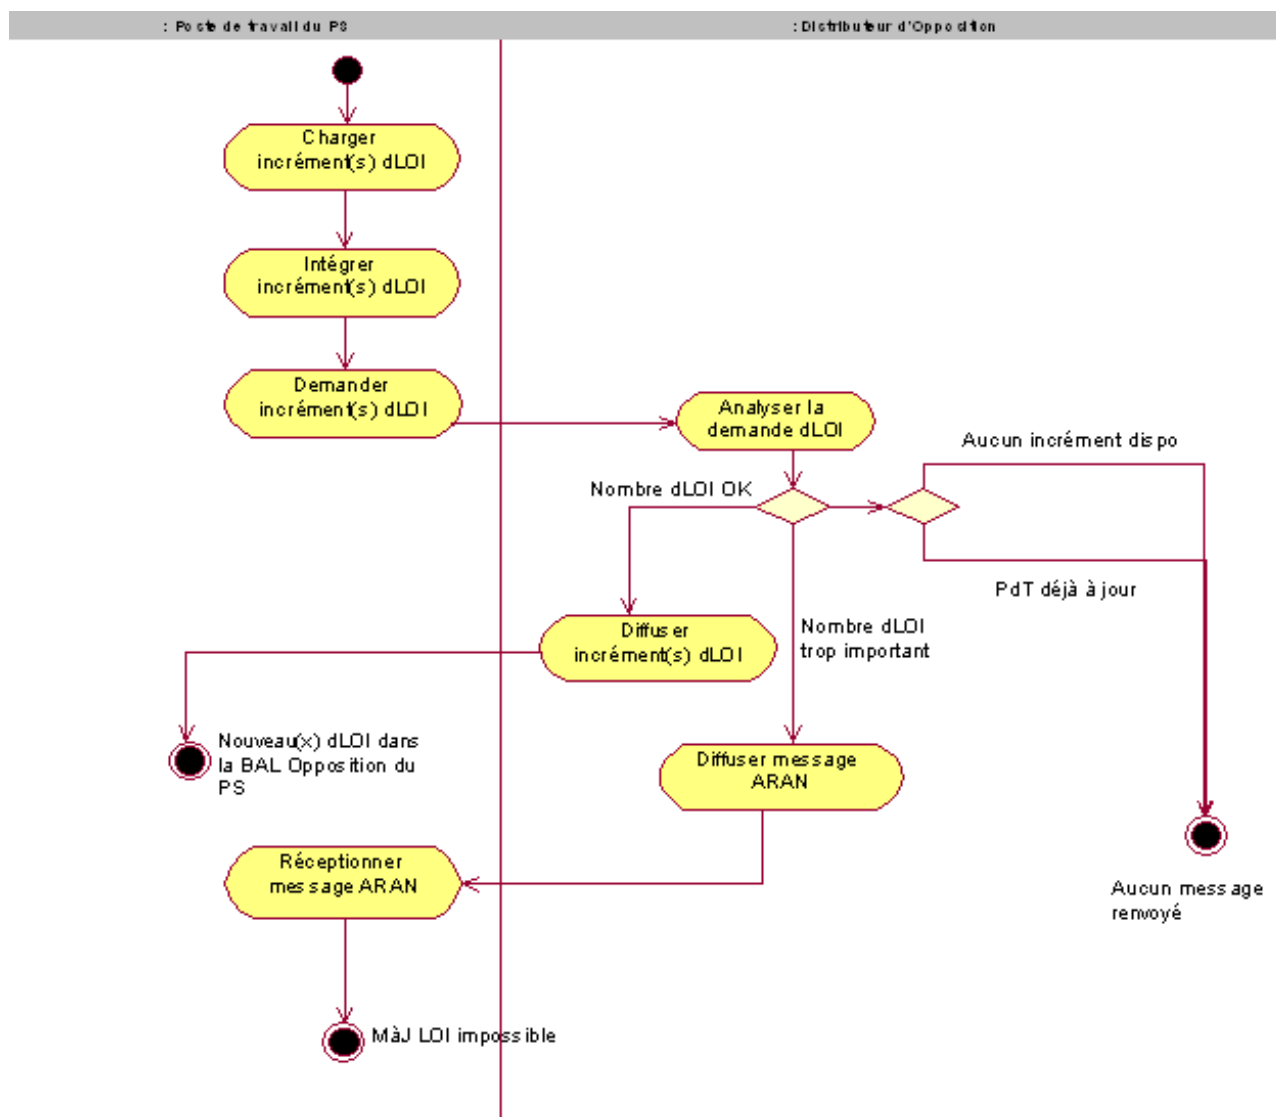 : Poste de travail du PS
: Distributeur d'Opposition
Charger
incrément(s) dLOI
Intégrer
incrément(s) dLOI
Demander
incrément(s) dLOI
Analyser la
demande dLOI
Aucun incrément dispo
Nombre dLOI OK
PdT déjà à jour
Diffuser
incrément(s) dLOI
Nombre dLOI
trop important
Nouveau(x) dLOI dans
la BAL Opposition du
PS
Diffuser message
ARAN
Réceptionner
message ARAN
Aucun message
renvoyé
MàJ LOI impossible